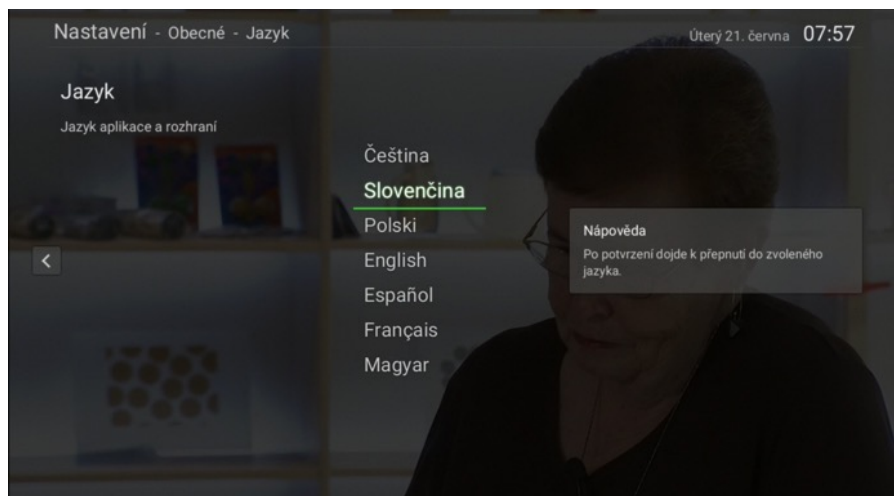 Nastavení - Obecné - Jazyk
Úterý 21. června 07:57
Jazyk
Jazyk aplikace a rozhraní
Čeština
Slovenčina
Polski
English
Español
Français
Magyar
Nápověda
Po potvrzení dojde k přepnutí do zvoleného
jazyka.